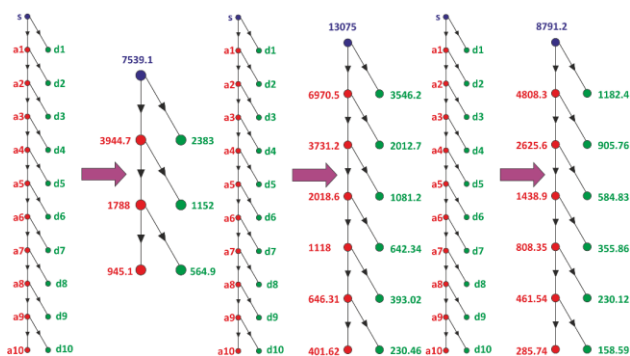 s
a1 d1
a2 d2
a3 d3
a4 d4
a5 d5
a6 d6
a7 d7
a8 d8
a9 d9
a10 d10
7539.1
3944.7 2383
1788 1152
945.1 564.9
s
a1 d1
a2 d2
a3 d3
a4 d4
a5 d5
a6 d6
a7 d7
a8 d8
a9 d9
a10 d10
13075
6970.5 3546.2
3731.2 2012.7
2018.6 1081.2
1118 642.34
646.31 393.02
401.62 230.46
s
a1 d1
a2 d2
a3 d3
a4 d4
a5 d5
a6 d6
a7 d7
a8 d8
a9 d9
a10 d10
8791.2
4808.3 1182.4
2625.6 905.76
1438.9 584.83
808.35 355.86
461.54 230.12
285.74 158.59